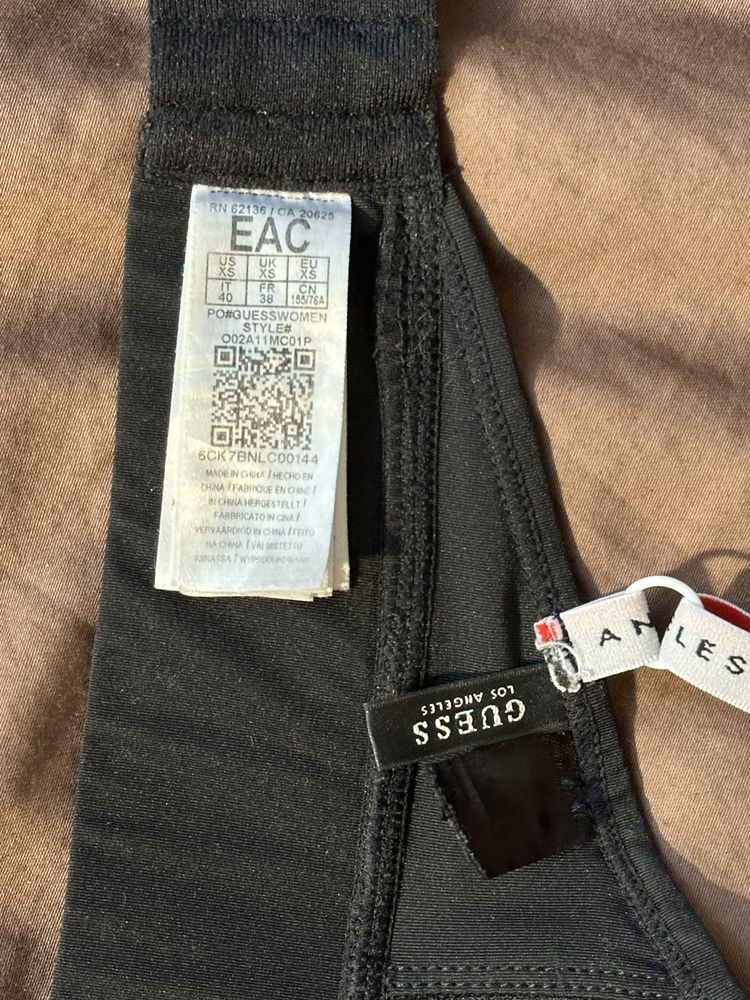 RN 62136 / CA 20625
EAC
US UK EU
XS XS XS
IT FR CN
40 38 155/76A
PO#GUESSWOMEN
STYLE#
O02A11MC01P
6CK7BNLC00144
MADE IN CHINA / HECHO EN
CHINA / FABRIQUE EN CHINE /
IN CHINA HERGESTELLT /
FABBRICATO IN CINA /
VERVAARDIGD IN CHINA / FEITO
NA CHINA / VALMISTETTU
KIINASSA /
AN
LES
GUESS
LOS ANGELES